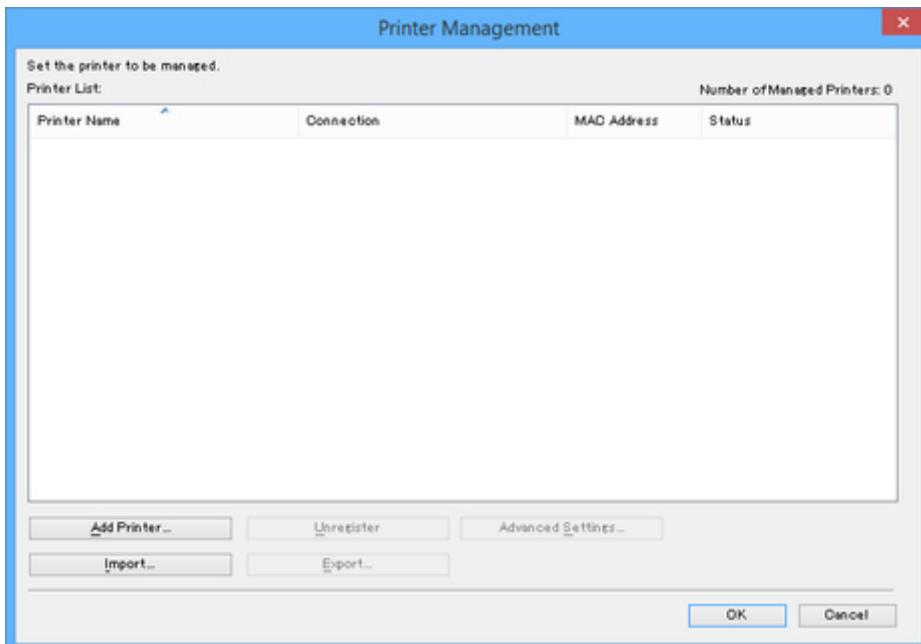 Printer Management
Set the printer to be managed.
Printer List:
Number of Managed Printers: 0
Printer Name Connection MAC Address Status
Add Printer... Unregister Advanced Settings...
Import... Export...
OK Cancel